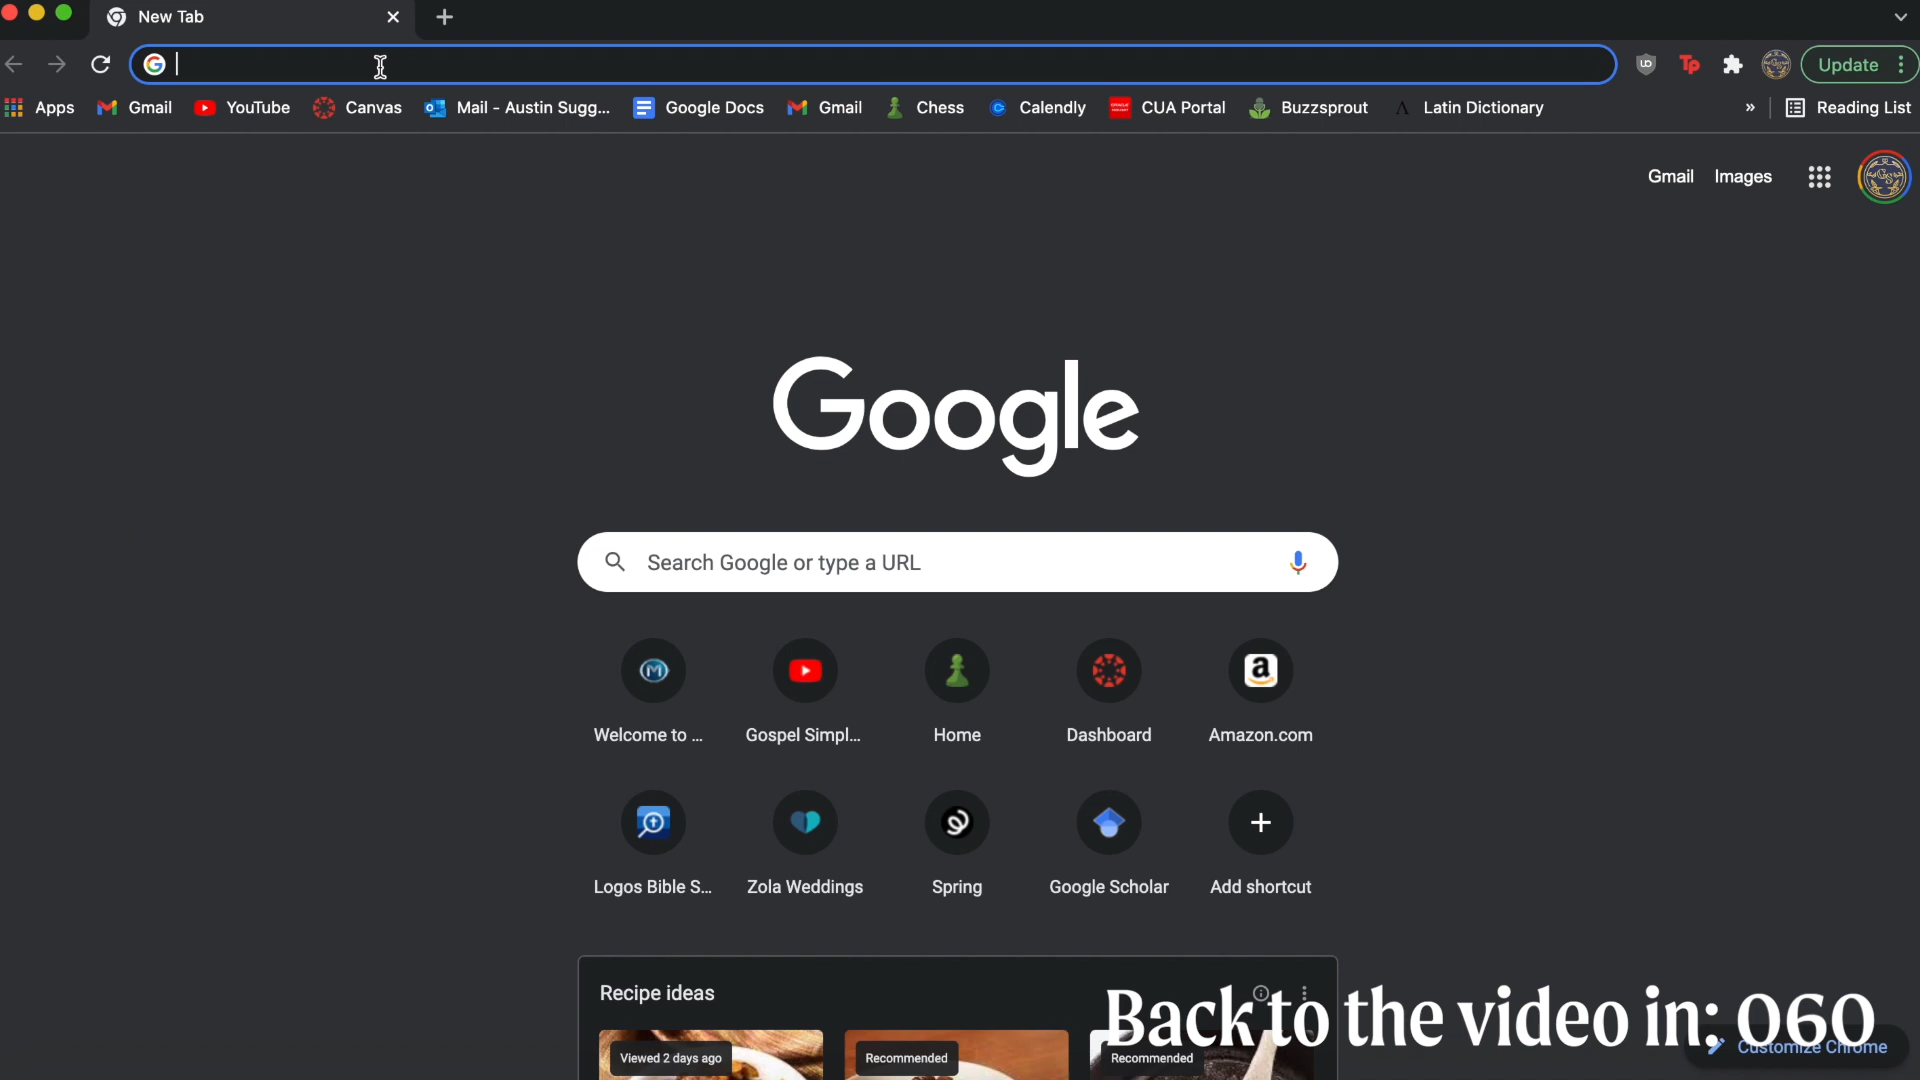 New Tab
Update
Apps Gmail YouTube Canvas Mail - Austin Sugg... Google Docs Gmail Chess Calendly CUA Portal Buzzsprout Latin Dictionary » Reading List
Gmail Images
Google
Search Google or type a URL
Welcome to ... Gospel Simpl... Home Dashboard Amazon.com
Logos Bible S... Zola Weddings Spring Google Scholar Add shortcut
Recipe ideas
Back to the video in: 060
Viewed 2 days ago Recommended Recommended
Customize Chrome